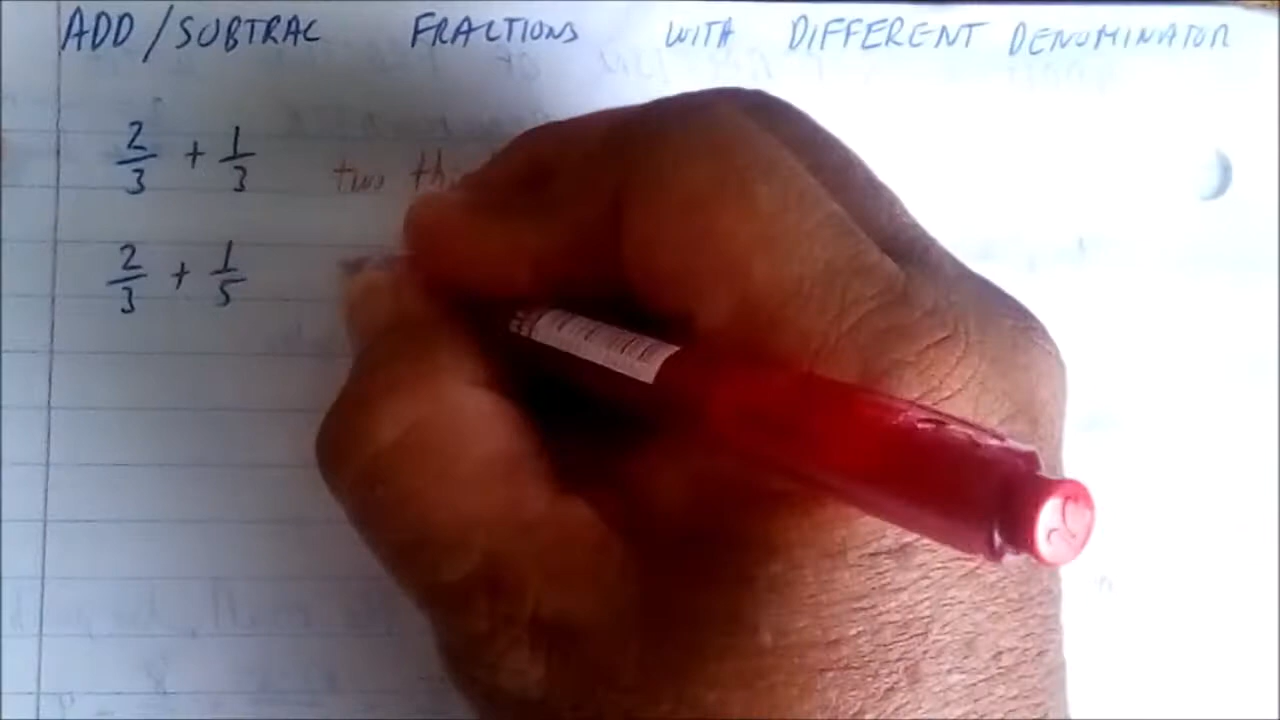 ADD / SUBTRAC FRACTIONS WITH DIFFERENT DENOMINATOR
2/3 + 1/3 two
2/3 + 1/5